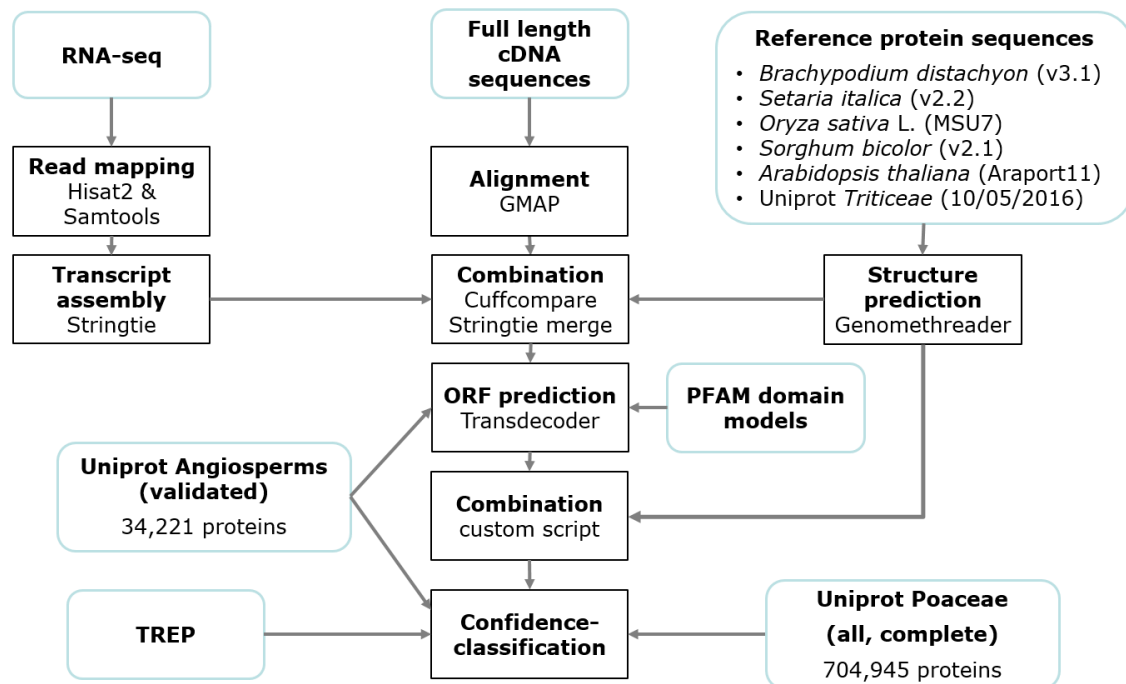 RNA-seq
Full length
cDNA
sequences
Reference protein sequences
• Brachypodium distachyon (v3.1)
• Setaria italica (v2.2)
• Oryza sativa L. (MSU7)
• Sorghum bicolor (v2.1)
• Arabidopsis thaliana (Araport11)
• Uniprot Triticeae (10/05/2016)
Read mapping
Hisat2 &
Samtools
Alignment
GMAP
Transcript
assembly
Stringtie
Combination
Cuffcompare
Stringtie merge
Structure
prediction
Genomethreader
ORF prediction
Transdecoder
PFAM domain
models
Uniprot Angiosperms
(validated)
34,221 proteins
Combination
custom script
TREP
Confidence-
classification
Uniprot Poaceae
(all, complete)
704,945 proteins